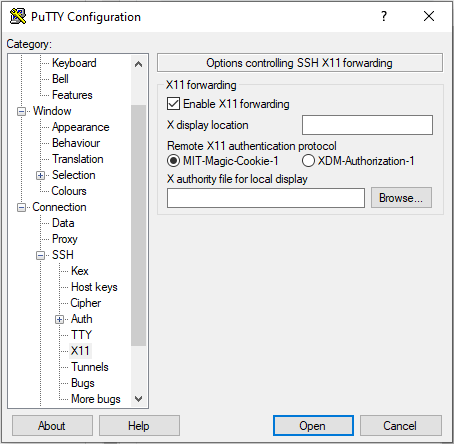 PuTTY Configuration
?
Category:
Keyboard
Bell
Features
Window
Appearance
Behaviour
Translation
Selection
Colours
Connection
Data
Proxy
SSH
Kex
Host keys
Cipher
Auth
TTY
X11
Tunnels
Bugs
More bugs
Options controlling SSH X11 forwarding
X11 forwarding
Enable X11 forwarding
X display location
Remote X11 authentication protocol
MIT-Magic-Cookie-1 XDM-Authorization-1
X authority file for local display
Browse...
About Help Open Cancel